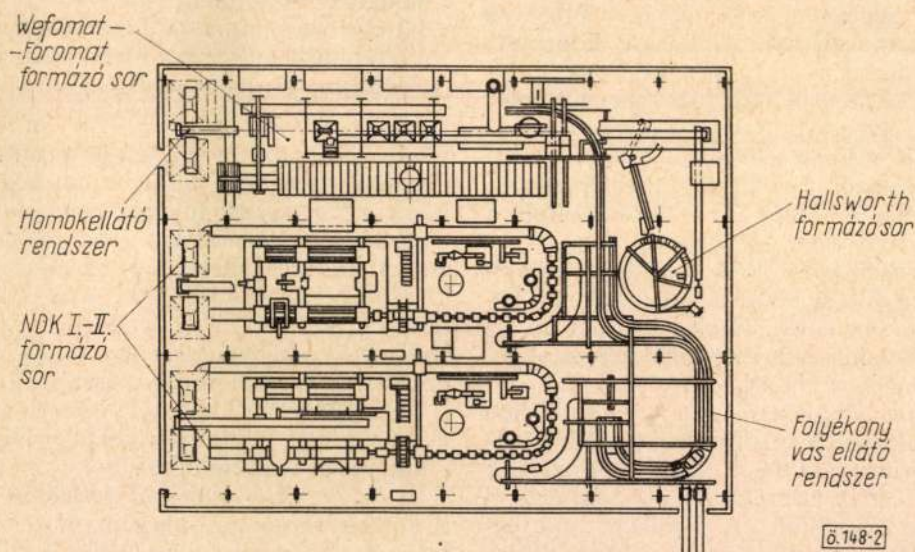 Wefomat–
-Foromat
formázó sor
Homokellátó
rendszer
NDK I.-II.
formázó
sor
Hallsworth
formázó sor
Folyékony
vas ellátó
rendszer
ö.148-2